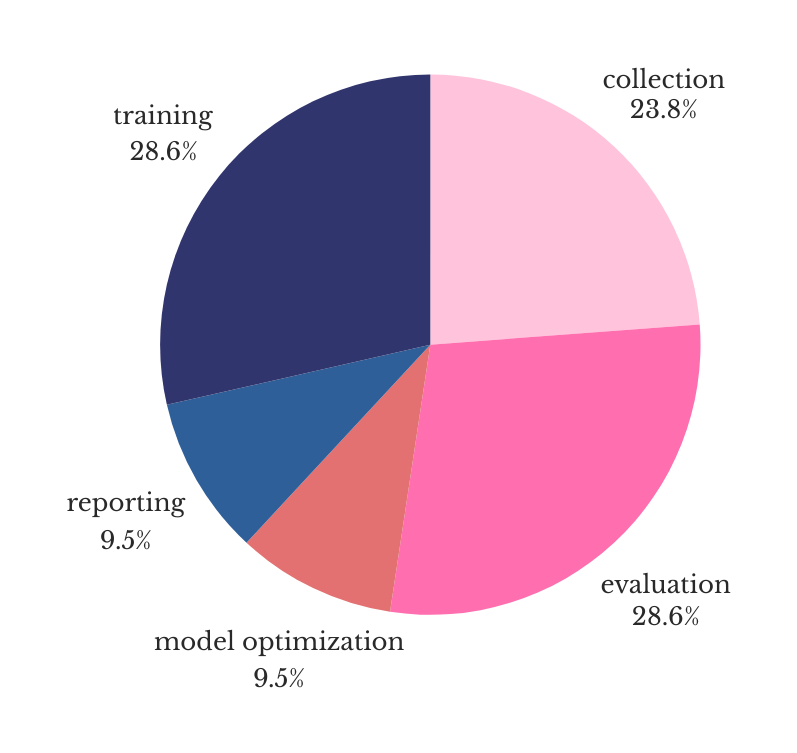 collection
23.8%
training
28.6%
reporting
9.5%
evaluation
28.6%
model optimization
9.5%